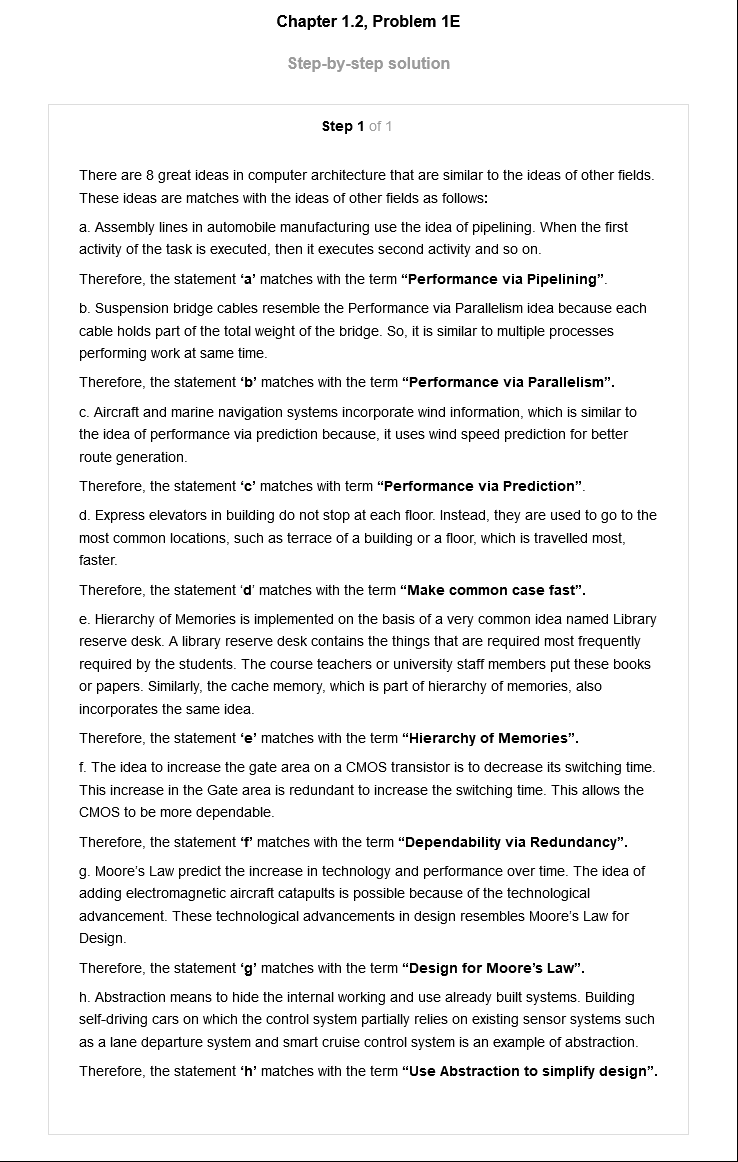 Chapter 1.2, Problem 1E
Step-by-step solution
Step 1 of 1
There are 8 great ideas in computer architecture that are similar to the ideas of other fields.
These ideas are matches with the ideas of other fields as follows:
a. Assembly lines in automobile manufacturing use the idea of pipelining. When the first
activity of the task is executed, then it executes second activity and so on.
Therefore, the statement ‘a’ matches with the term “Performance via Pipelining”.
b. Suspension bridge cables resemble the Performance via Parallelism idea because each
cable holds part of the total weight of the bridge. So, it is similar to multiple processes
performing work at same time.
Therefore, the statement ‘b’ matches with the term “Performance via Parallelism”.
c. Aircraft and marine navigation systems incorporate wind information, which is similar to
the idea of performance via prediction because, it uses wind speed prediction for better
route generation.
Therefore, the statement ‘c’ matches with term “Performance via Prediction”.
d. Express elevators in building do not stop at each floor. Instead, they are used to go to the
most common locations, such as terrace of a building or a floor, which is travelled most,
faster.
Therefore, the statement ‘d’ matches with the term “Make common case fast”.
e. Hierarchy of Memories is implemented on the basis of a very common idea named Library
reserve desk. A library reserve desk contains the things that are required most frequently
required by the students. The course teachers or university staff members put these books
or papers. Similarly, the cache memory, which is part of hierarchy of memories, also
incorporates the same idea.
Therefore, the statement ‘e’ matches with the term “Hierarchy of Memories”.
f. The idea to increase the gate area on a CMOS transistor is to decrease its switching time.
This increase in the Gate area is redundant to increase the switching time. This allows the
CMOS to be more dependable.
Therefore, the statement ‘f’ matches with the term “Dependability via Redundancy”.
g. Moore’s Law predict the increase in technology and performance over time. The idea of
adding electromagnetic aircraft catapults is possible because of the technological
advancement. These technological advancements in design resembles Moore’s Law for
Design.
Therefore, the statement ‘g’ matches with the term “Design for Moore’s Law”.
h. Abstraction means to hide the internal working and use already built systems. Building
self-driving cars on which the control system partially relies on existing sensor systems such
as a lane departure system and smart cruise control system is an example of abstraction.
Therefore, the statement ‘h’ matches with the term “Use Abstraction to simplify design”.